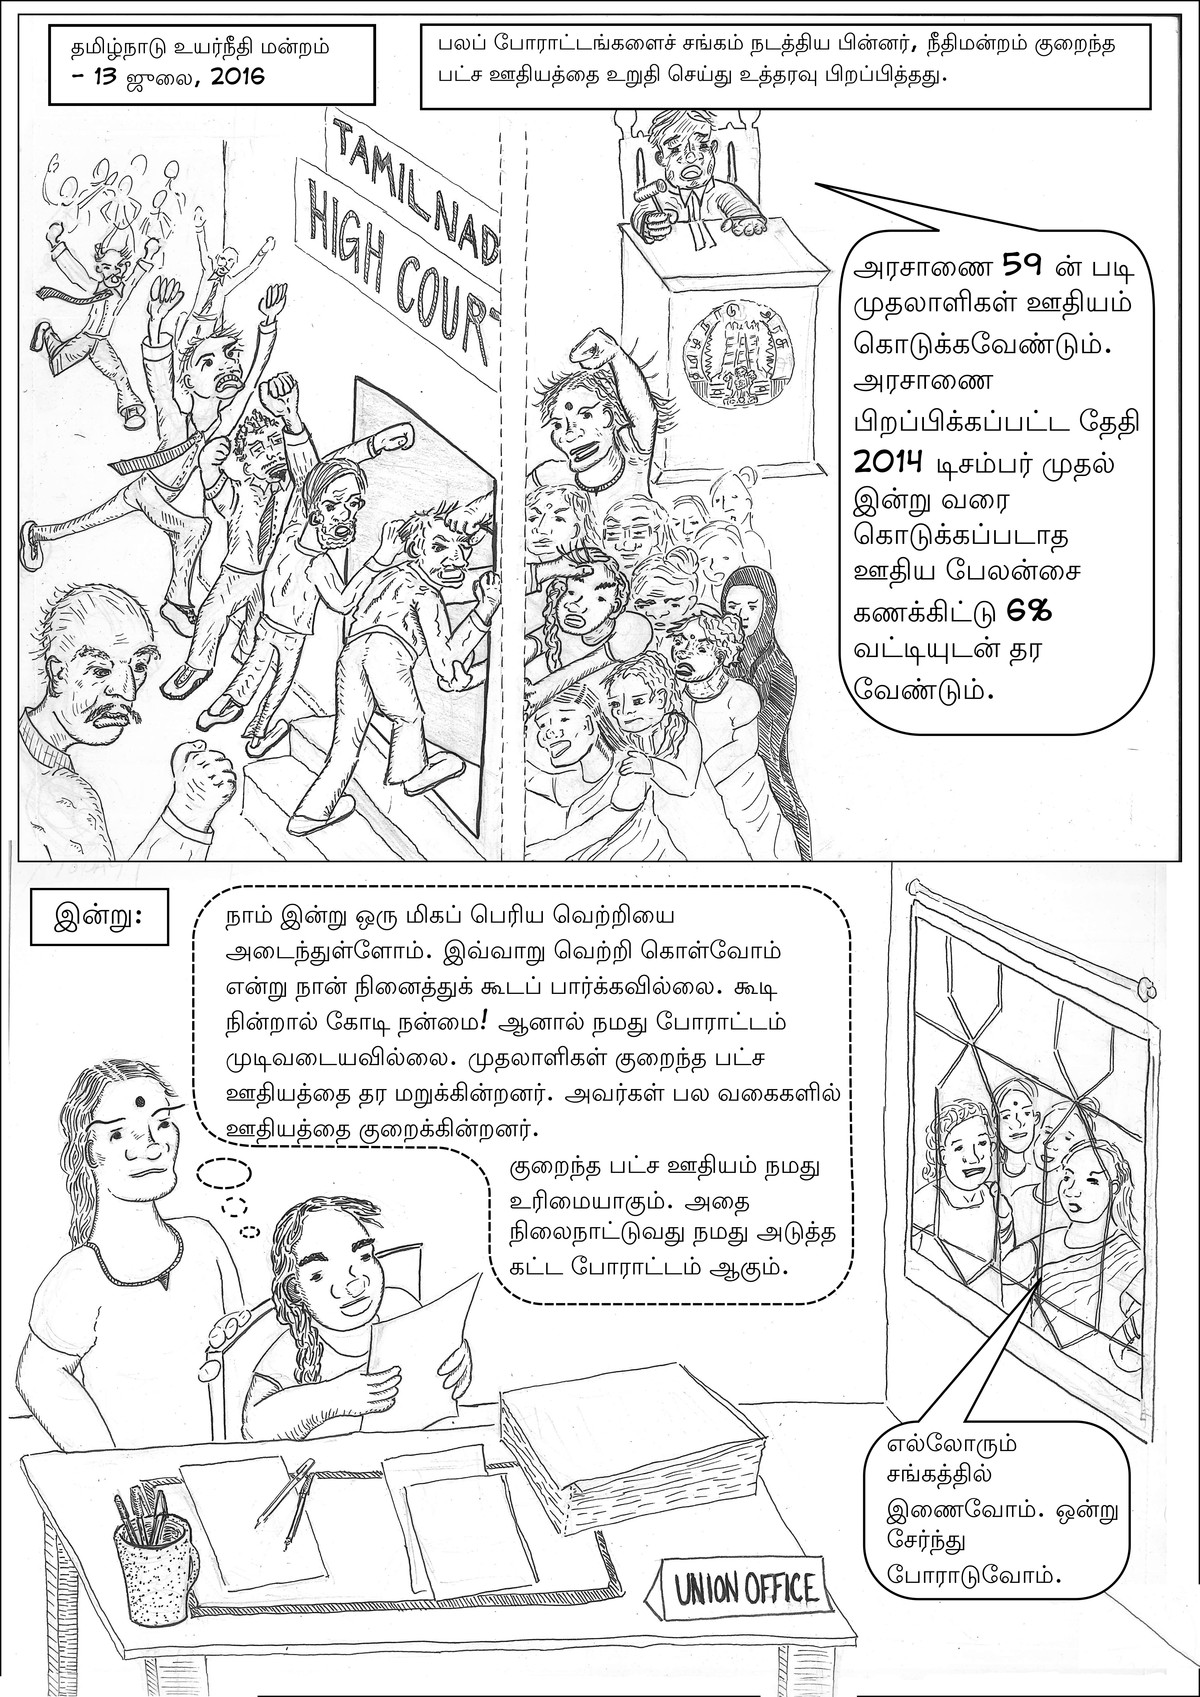 தமிழ்நாடு உயர்நீதி மன்றம்
- 13 ஜுலை, 2016
பலப் போராட்டங்களைச் சங்கம் நடத்திய பின்னர், நீதிமன்றம் குறைந்த
பட்ச ஊதியத்தை உறுதி செய்து உத்தரவு பிறப்பித்தது.
TAMILNAD
HIGH COUR
அரசாணை 59 ன் படி
முதலாளிகள் ஊதியம்
கொடுக்கவேண்டும்.
அரசாணை
பிறப்பிக்கப்பட்ட தேதி
2014 டிசம்பர் முதல்
இன்று வரை
கொடுக்கப்படாத
ஊதிய பேலன்சை
கணக்கிட்டு 6%
வட்டியுடன் தர
வேண்டும்.
இன்று:
நாம் இன்று ஒரு மிகப் பெரிய வெற்றியை
அடைந்துள்ளோம். இவ்வாறு வெற்றி கொள்வோம்
என்று நான் நினைத்துக் கூடப் பார்க்கவில்லை. கூடி
நின்றால் கோடி நன்மை! ஆனால் நமது போராட்டம்
முடிவடையவில்லை. முதலாளிகள் குறைந்த பட்ச
ஊதியத்தை தர மறுக்கின்றனர். அவர்கள் பல வகைகளில்
ஊதியத்தை குறைக்கின்றனர்.
குறைந்த பட்ச ஊதியம் நமது
உரிமையாகும். அதை
நிலைநாட்டுவது நமது அடுத்த
கட்ட போராட்டம் ஆகும்.
எல்லோரும்
சங்கத்தில்
இணைவோம். ஒன்று
சேர்ந்து
போராடுவோம்.
UNION OFFICE